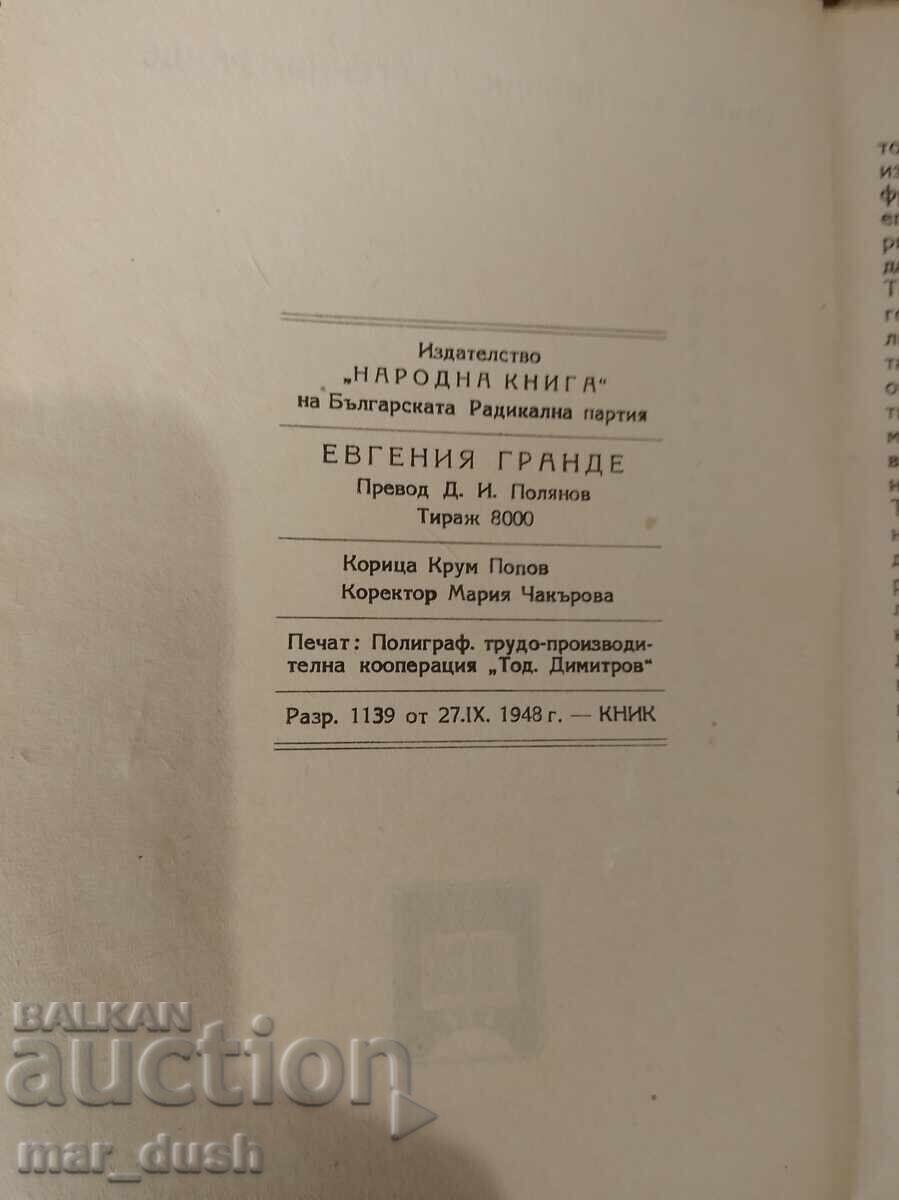 Издателство
„НАРОДНА КНИГА“
на Българската Радикална партия
ЕВГЕНИЯ ГРАНДЕ
Превод Д. И. Полянов
Тираж 8000
Корица Крум Попов
Коректор Мария Чакърова
Печат: Полиграф. трудо-производи-
телна кооперация „Тод. Димитров“
Разр. 1139 от 27.IX. 1948 г. — КНИК
BALKAN
auction
mar_dush